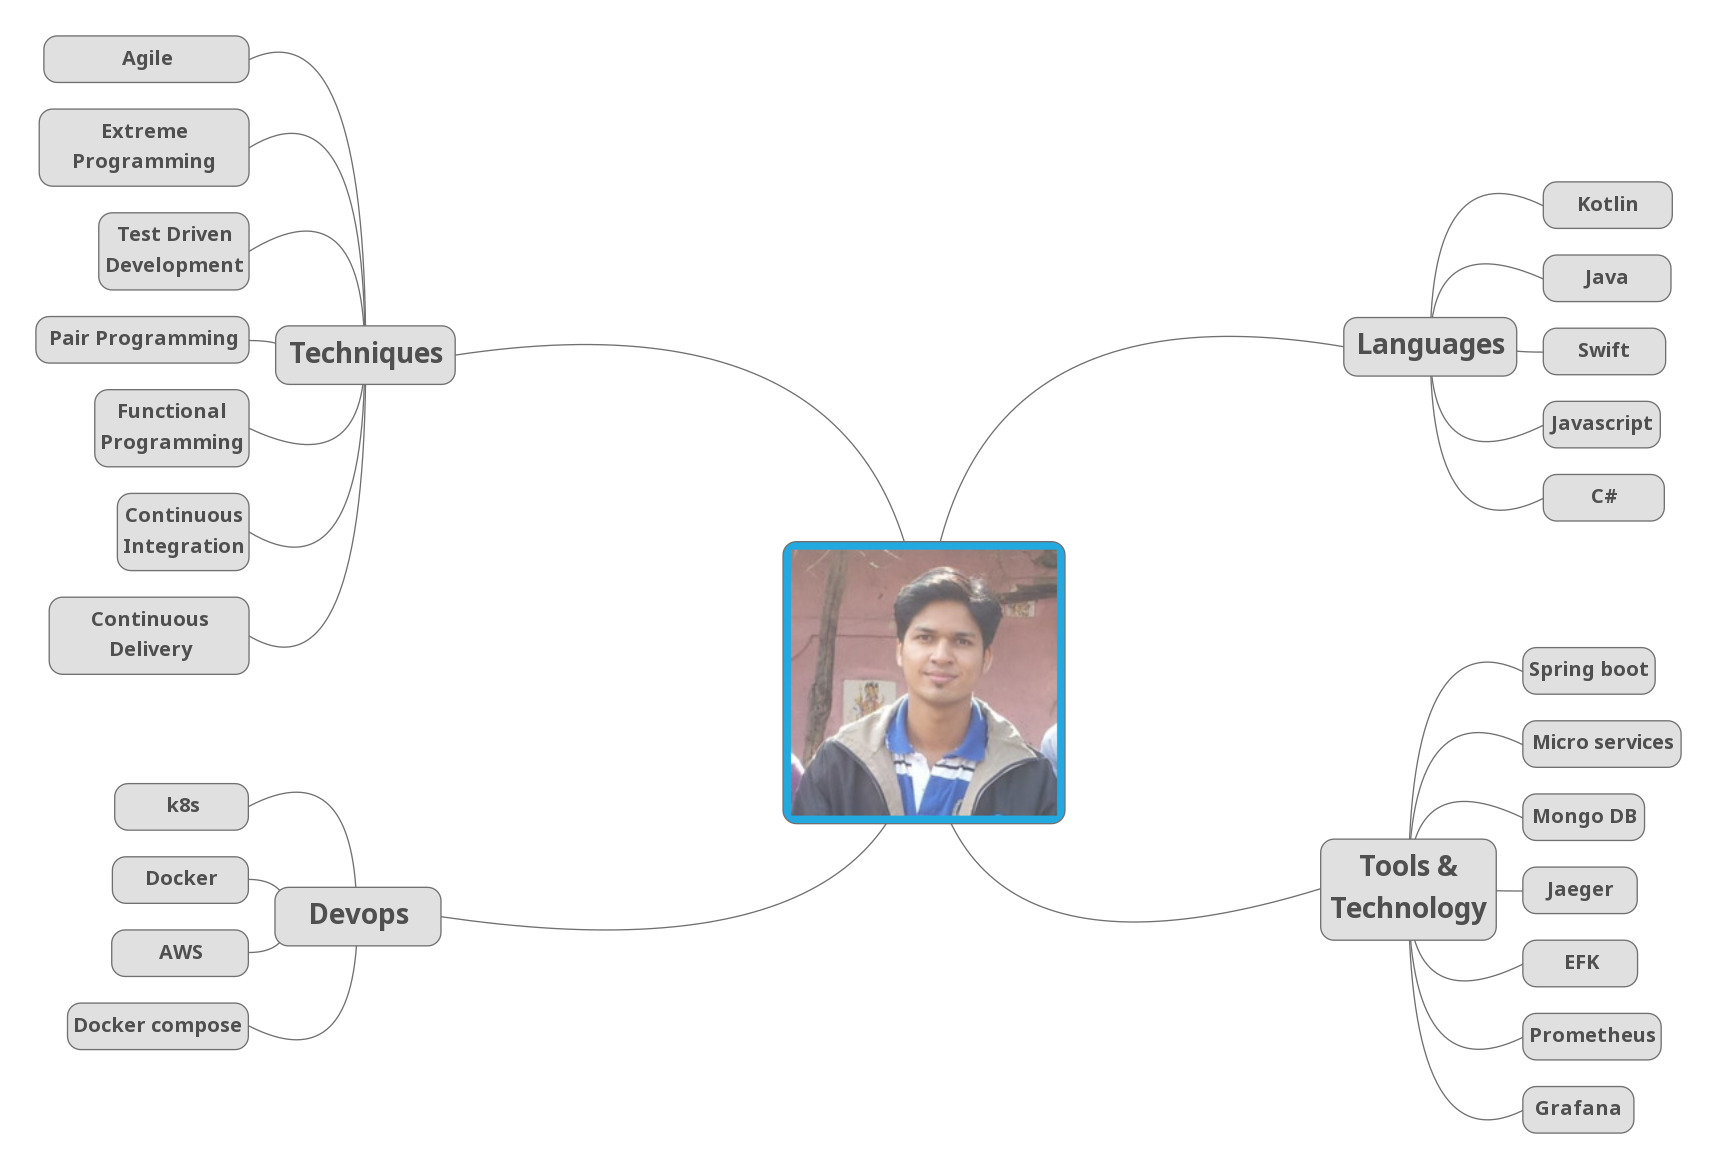 Agile
Extreme
Programming
Test Driven
Development
Pair Programming
Techniques
Functional
Programming
Continuous
Integration
Continuous
Delivery
k8s
Docker
Devops
AWS
Docker compose
Kotlin
Java
Languages
Swift
Javascript
C#
Spring boot
Micro services
Mongo DB
Tools &
Technology
Jaeger
EFK
Prometheus
Grafana